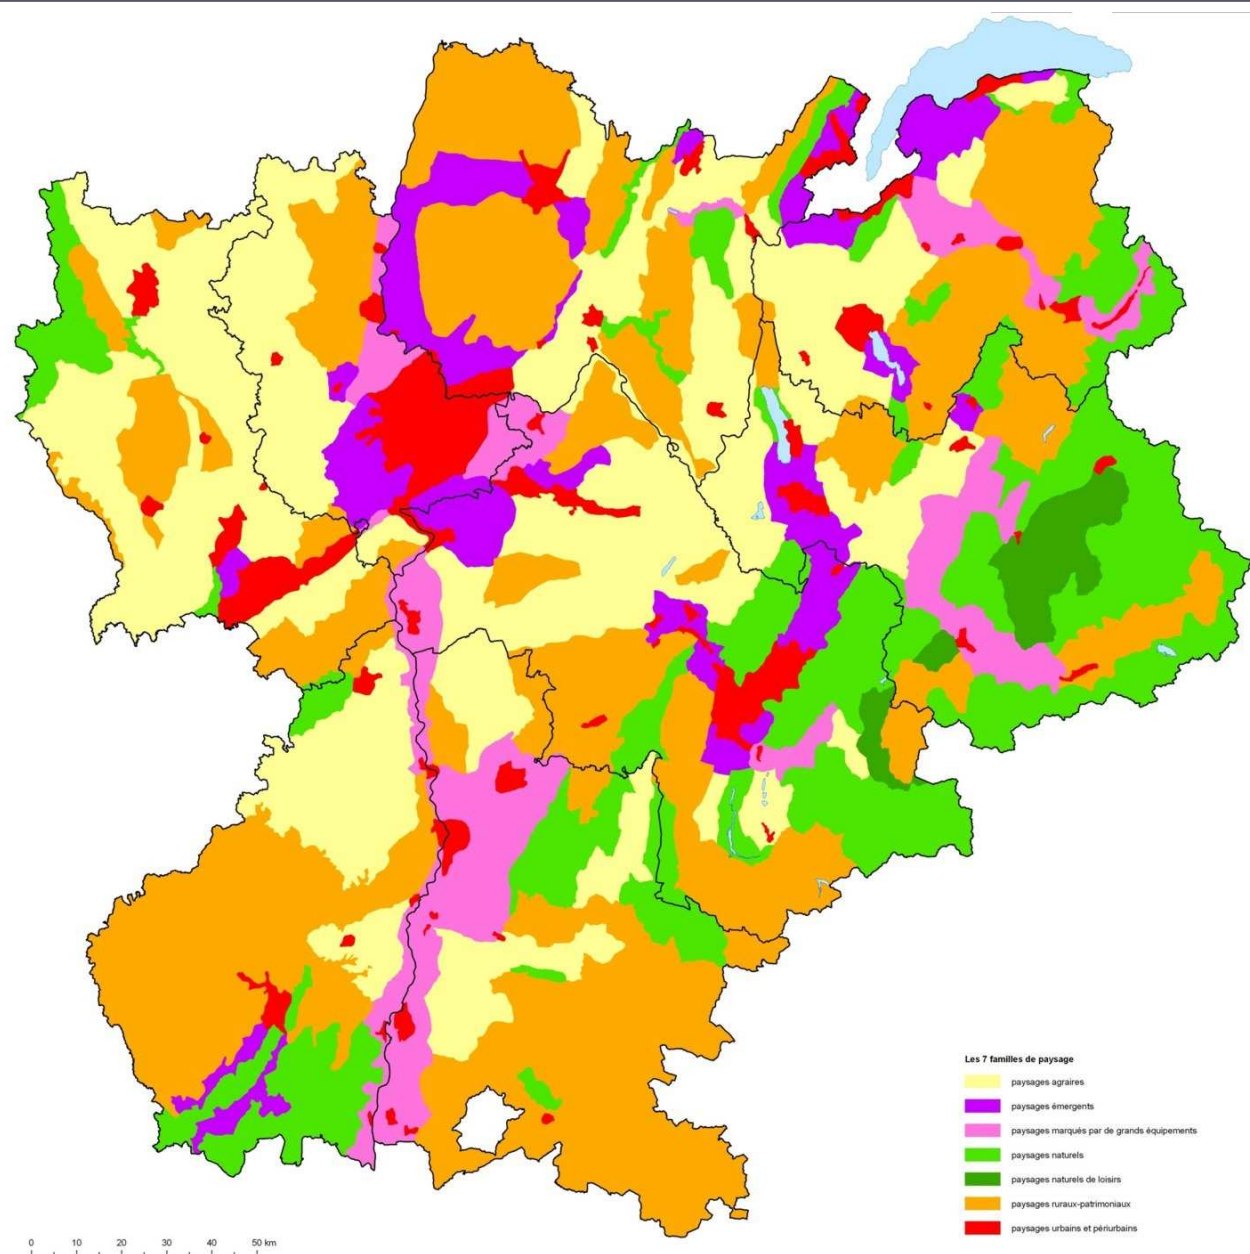 Les 7 familles de paysage
paysages agraires
paysages émergents
paysages marqués par de grands équipements
paysages naturels
paysages naturels de loisirs
paysages ruraux-patrimoniaux
paysages urbains et périurbains
0 10 20 30 40 50 km